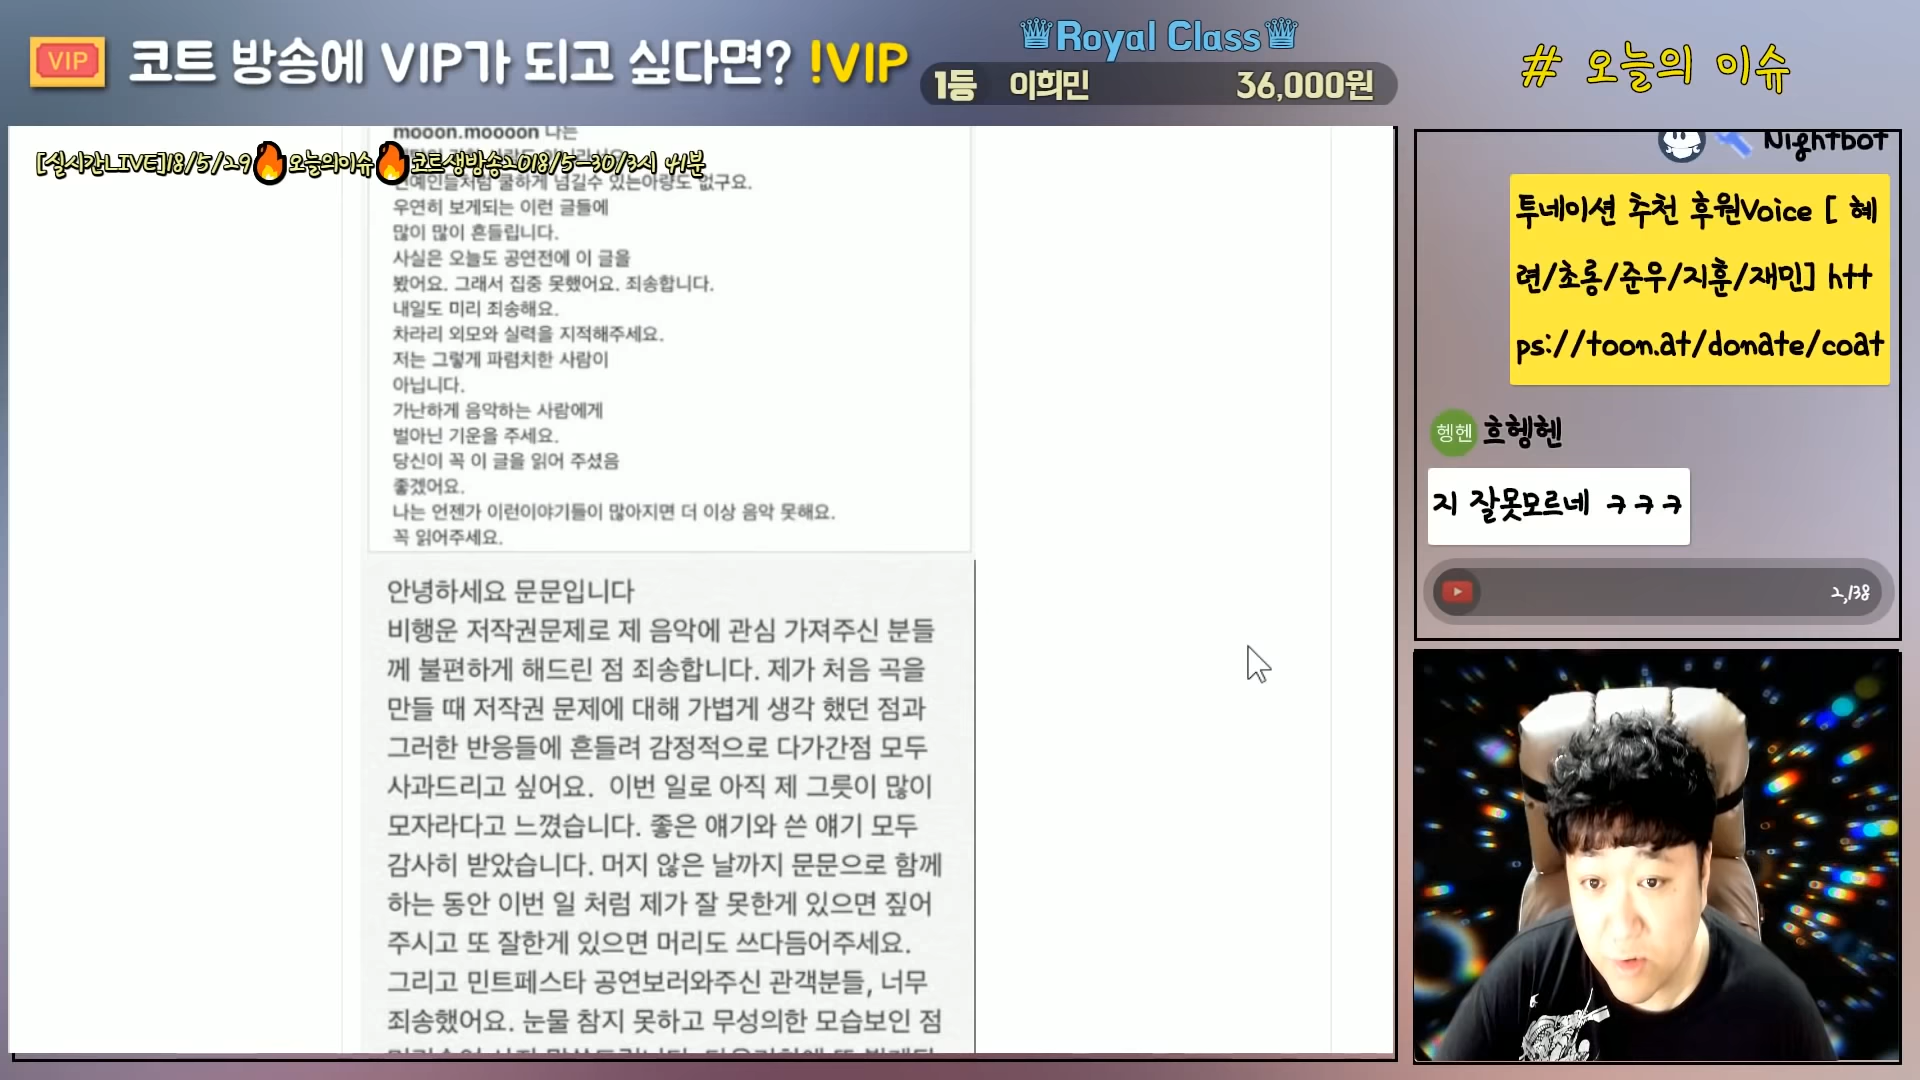 VIP 코트 방송에 VIP가 되고 싶다면? !VIP
Royal Class
1등 이희민 36,000원
# 오늘의 이슈
mooon.moooon 나는
[실시간LIVE]18/5/29 오늘의이슈 코트생방송2018/5-30/3시 41분
연예인들처럼 쿨하게 넘길수 있는아량도 없구요.
우연히 보게되는 이런 글들에
많이 많이 흔들립니다.
사실은 오늘도 공연전에 이 글을
봤어요. 그래서 집중 못했어요. 죄송합니다.
내일도 미리 죄송해요.
차라리 외모와 실력을 지적해주세요.
저는 그렇게 파렴치한 사람이
아닙니다.
가난하게 음악하는 사람에게
벌아닌 기운을 주세요.
당신이 꼭 이 글을 읽어 주셨음
좋겠어요.
나는 언젠가 이런이야기들이 많아지면 더 이상 음악 못해요.
꼭 읽어주세요.
안녕하세요 문문입니다
비행운 저작권문제로 제 음악에 관심 가져주신 분들
께 불편하게 해드린 점 죄송합니다. 제가 처음 곡을
만들 때 저작권 문제에 대해 가볍게 생각 했던 점과
그러한 반응들에 흔들려 감정적으로 다가간점 모두
사과드리고 싶어요. 이번 일로 아직 제 그릇이 많이
모자라다고 느꼈습니다. 좋은 얘기와 쓴 얘기 모두
감사히 받았습니다. 머지 않은 날까지 문문으로 함께
하는 동안 이번 일 처럼 제가 잘 못한게 있으면 짚어
주시고 또 잘한게 있으면 머리도 쓰다듬어주세요.
그리고 민트페스타 공연보러와주신 관객분들, 너무
죄송했어요. 눈물 참지 못하고 무성의한 모습보인 점
Nightbot
투네이션 추천 후원Voice [ 혜
련/초롱/준우/지훈/재민] htt
ps://toon.at/donate/coat
헹헨 흐헹헨
지 잘못모르네 ㅋㅋㅋ
2,138